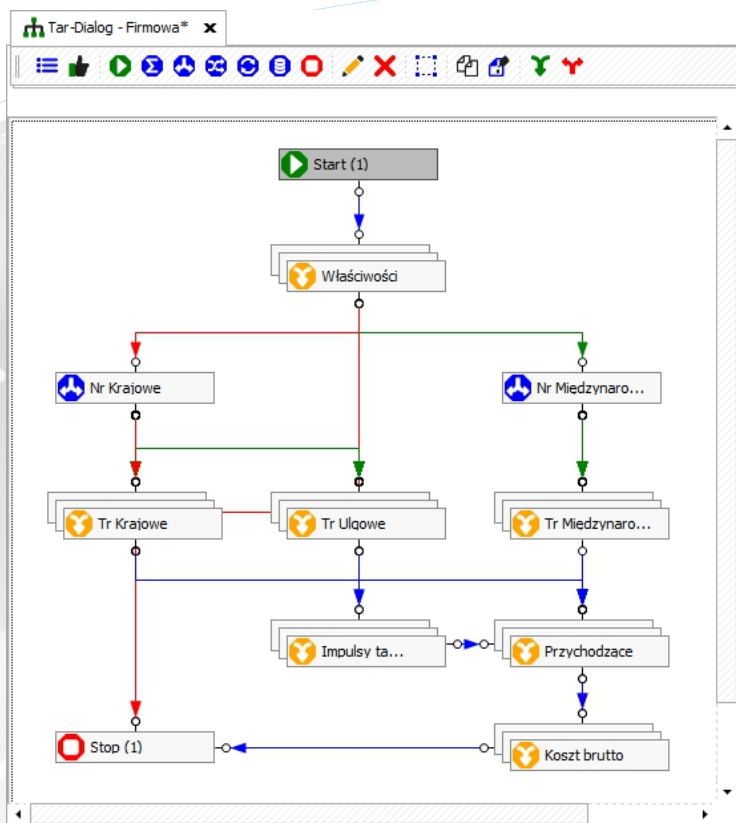 Tar-Dialog - Firmowa*
Start (1)
Właściwości
Nr Krajowe
Nr Międzynaro...
Tr Krajowe
Tr Ulgowe
Tr Międzynaro...
Impulsy ta...
Przychodzące
Stop (1)
Koszt brutto